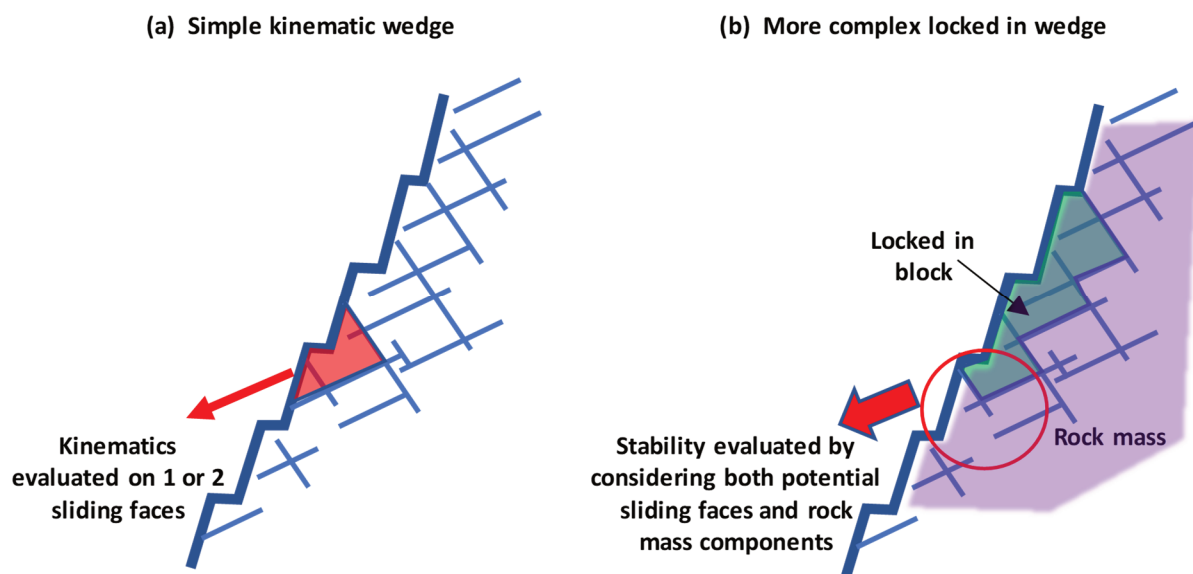 (a) Simple kinematic wedge
Kinematics
evaluated on 1 or 2
sliding faces
(b) More complex locked in wedge
Locked in
block
Stability evaluated by
considering both potential
sliding faces and rock
mass components
Rock mass